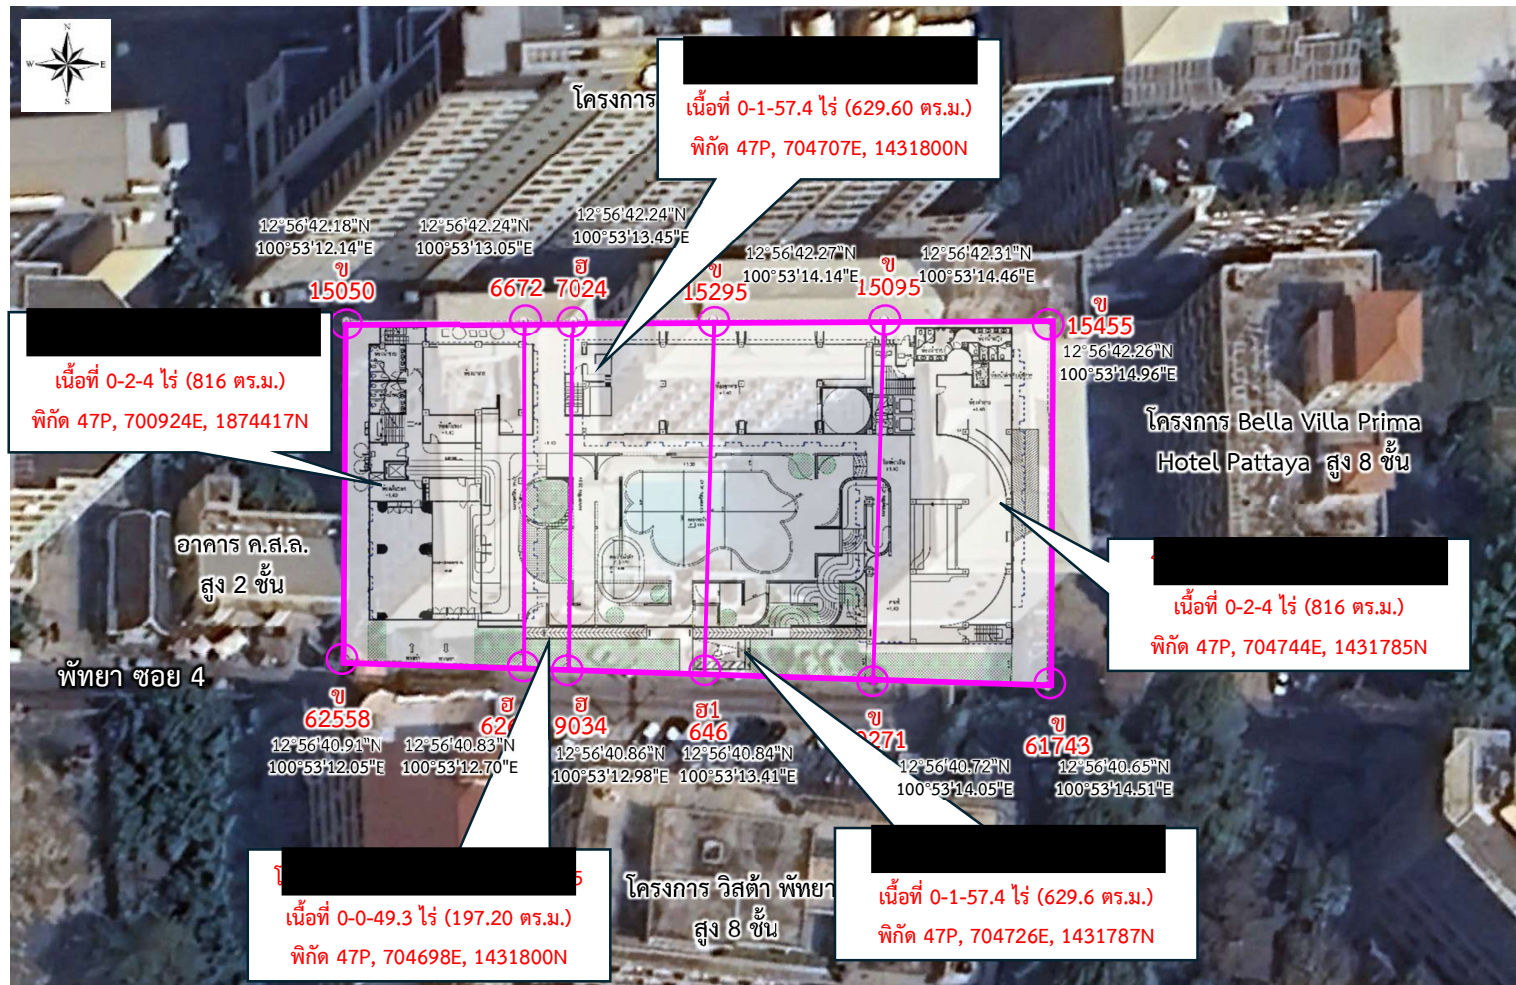 N
W E
S
โครงการ
เนื้อที่ 0-1-57.4 ไร่ (629.60 ตร.ม.)
พิกัด 47P, 704707E, 1431800N
12°56'42.18"N
100°53'12.14"E
12°56'42.24"N
100°53'13.05"E
12°56'42.24"N
100°53'13.45"E
12°56'42.27"N
100°53'14.14"E
12°56'42.31"N
100°53'14.46"E
ข
15050
6672
ฮ
7024
ข
15295
ข
15095
ข
15455
12°56'42.26"N
100°53'14.96"E
เนื้อที่ 0-2-4 ไร่ (816 ตร.ม.)
พิกัด 47P, 700924E, 1874417N
โครงการ Bella Villa Prima
Hotel Pattaya สูง 8 ชั้น
อาคาร ค.ส.ล.
สูง 2 ชั้น
เนื้อที่ 0-2-4 ไร่ (816 ตร.ม.)
พิกัด 47P, 704744E, 1431785N
พัทยา ซอย 4
ข
62558
ฮ
ฮ
9034
ฮ1
646
ข
271
ข
61743
12°56'40.91"N
100°53'12.05"E
12°56'40.83"N
100°53'12.70"E
12°56'40.86"N
100°53'12.98"E
12°56'40.84"N
100°53'13.41"E
12°56'40.72"N
100°53'14.05"E
12°56'40.65"N
100°53'14.51"E
5
เนื้อที่ 0-0-49.3 ไร่ (197.20 ตร.ม.)
พิกัด 47P, 704698E, 1431800N
โครงการ วิสต้า พัทยา
สูง 8 ชั้น
เนื้อที่ 0-1-57.4 ไร่ (629.6 ตร.ม.)
พิกัด 47P, 704726E, 1431787N